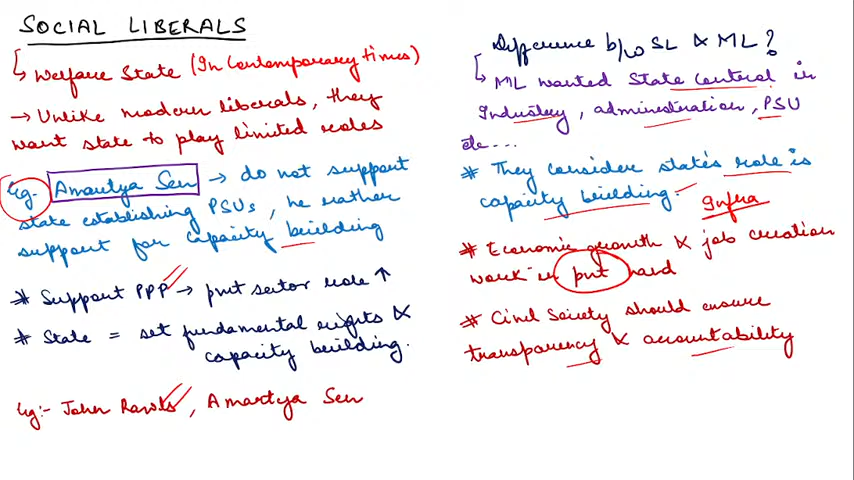 SOCIAL LIBERALS
↳ Welfare State (In Contemporary times)
→ Unlike modern liberals, they
want state to play limited roles
Eg- Amartya Sen → do not support
state establishing PSUs, he rather
support for capacity building
* Support PPP → pvt sector role ↑
* State = set fundamental rights &
capacity building.
Eg:- John Rawls, Amartya Sen
Difference b/w SL & ML?
↳ ML wanted State control in
Industry, administration, PSU
etc....
* They consider state's role is
capacity building.
Infra
* Economic growth & job creation
work in pvt hand
* Civil Society should ensure
transparency & accountability